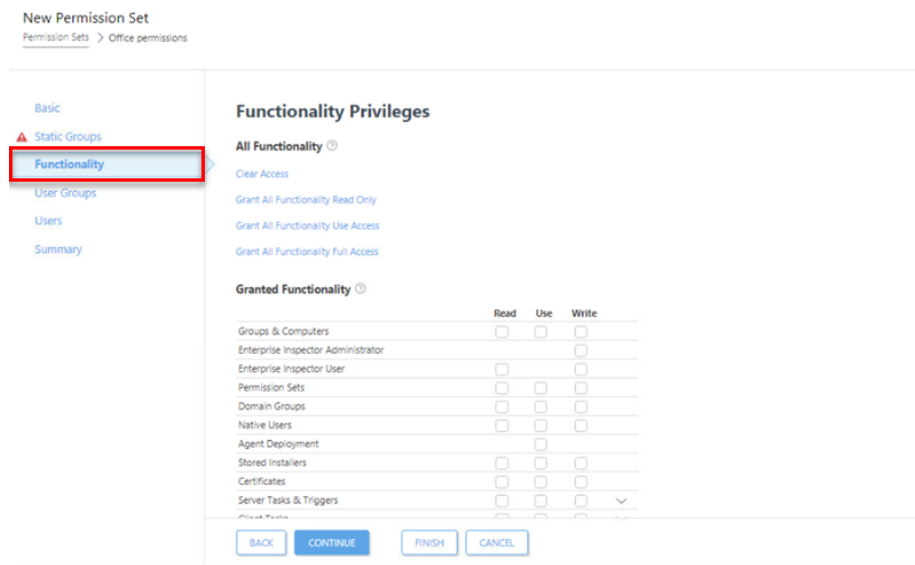 New Permission Set
Permission Sets > Office permissions
Basic
Static Groups
Functionality
User Groups
Users
Summary
Functionality Privileges
All Functionality ?
Clear Access
Grant All Functionality Read Only
Grant All Functionality Use Access
Grant All Functionality Full Access
Granted Functionality ?
Read Use Write
Groups & Computers
Enterprise Inspector Administrator
Enterprise Inspector User
Permission Sets
Domain Groups
Native Users
Agent Deployment
Stored Installers
Certificates
Server Tasks & Triggers
Client Tasks
BACK CONTINUE FINISH CANCEL